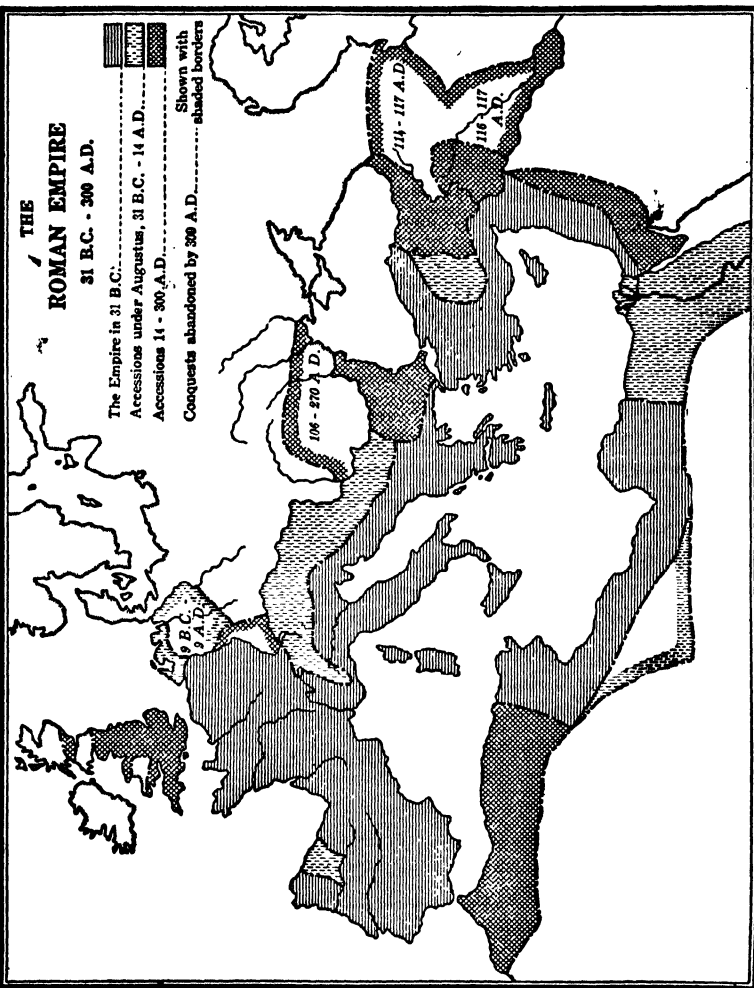 THE
ROMAN EMPIRE
31 B.C. - 300 A.D.
The Empire in 31 B.C.
Accessions under Augustus, 31 B.C. - 14 A.D.
Accessions 14 - 300 A.D.
Conquests abandoned by 300 A.D. Shown with
shaded borders
9 B.C. -
9 A.D.
106 - 270 A.D.
114 - 117 A.D.
116 - 117
A.D.